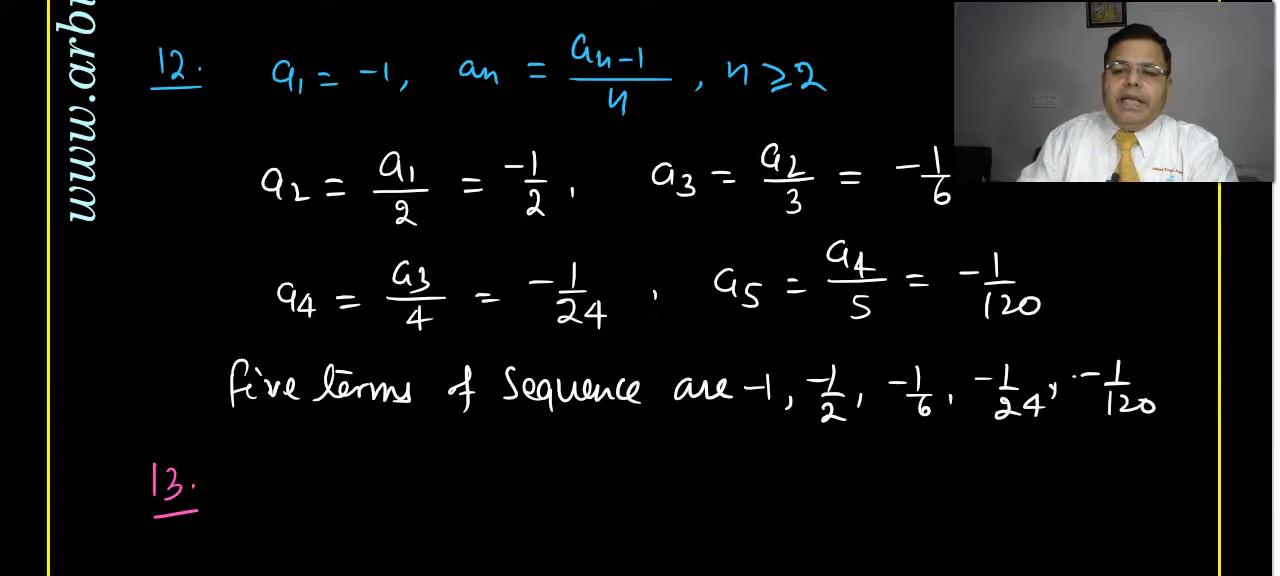 www.arbi
12. a₁ = -1, aₙ = aₙ₋₁/n, n ≥ 2
a₂ = a₁/2 = -1/2, a₃ = a₂/3 = -1/6
a₄ = a₃/4 = -1/24, a₅ = a₄/5 = -1/120
Five terms of Sequence are -1, -1/2, -1/6, -1/24, -1/120
13.